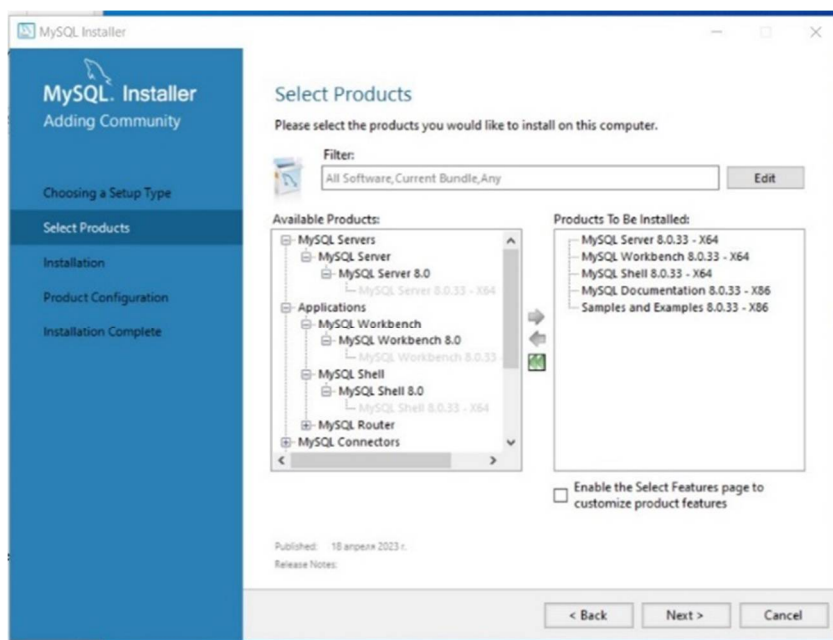 MySQL Installer
MySQL. Installer
Adding Community
Choosing a Setup Type
Select Products
Installation
Product Configuration
Installation Complete
Select Products
Please select the products you would like to install on this computer.
Filter:
All Software,Current Bundle,Any
Edit
Available Products:
MySQL Servers
MySQL Server
MySQL Server 8.0
MySQL Server 8.0.33 - X64
Applications
MySQL Workbench
MySQL Workbench 8.0
MySQL Workbench 8.0.33
MySQL Shell
MySQL Shell 8.0
MySQL Shell 8.0.33 - X64
MySQL Router
MySQL Connectors
Products To Be Installed:
MySQL Server 8.0.33 - X64
MySQL Workbench 8.0.33 - X64
MySQL Shell 8.0.33 - X64
MySQL Documentation 8.0.33 - X86
Samples and Examples 8.0.33 - X86
Enable the Select Features page to
customize product features
Published: 18 апреля 2023 г.
Release Notes:
< Back
Next >
Cancel